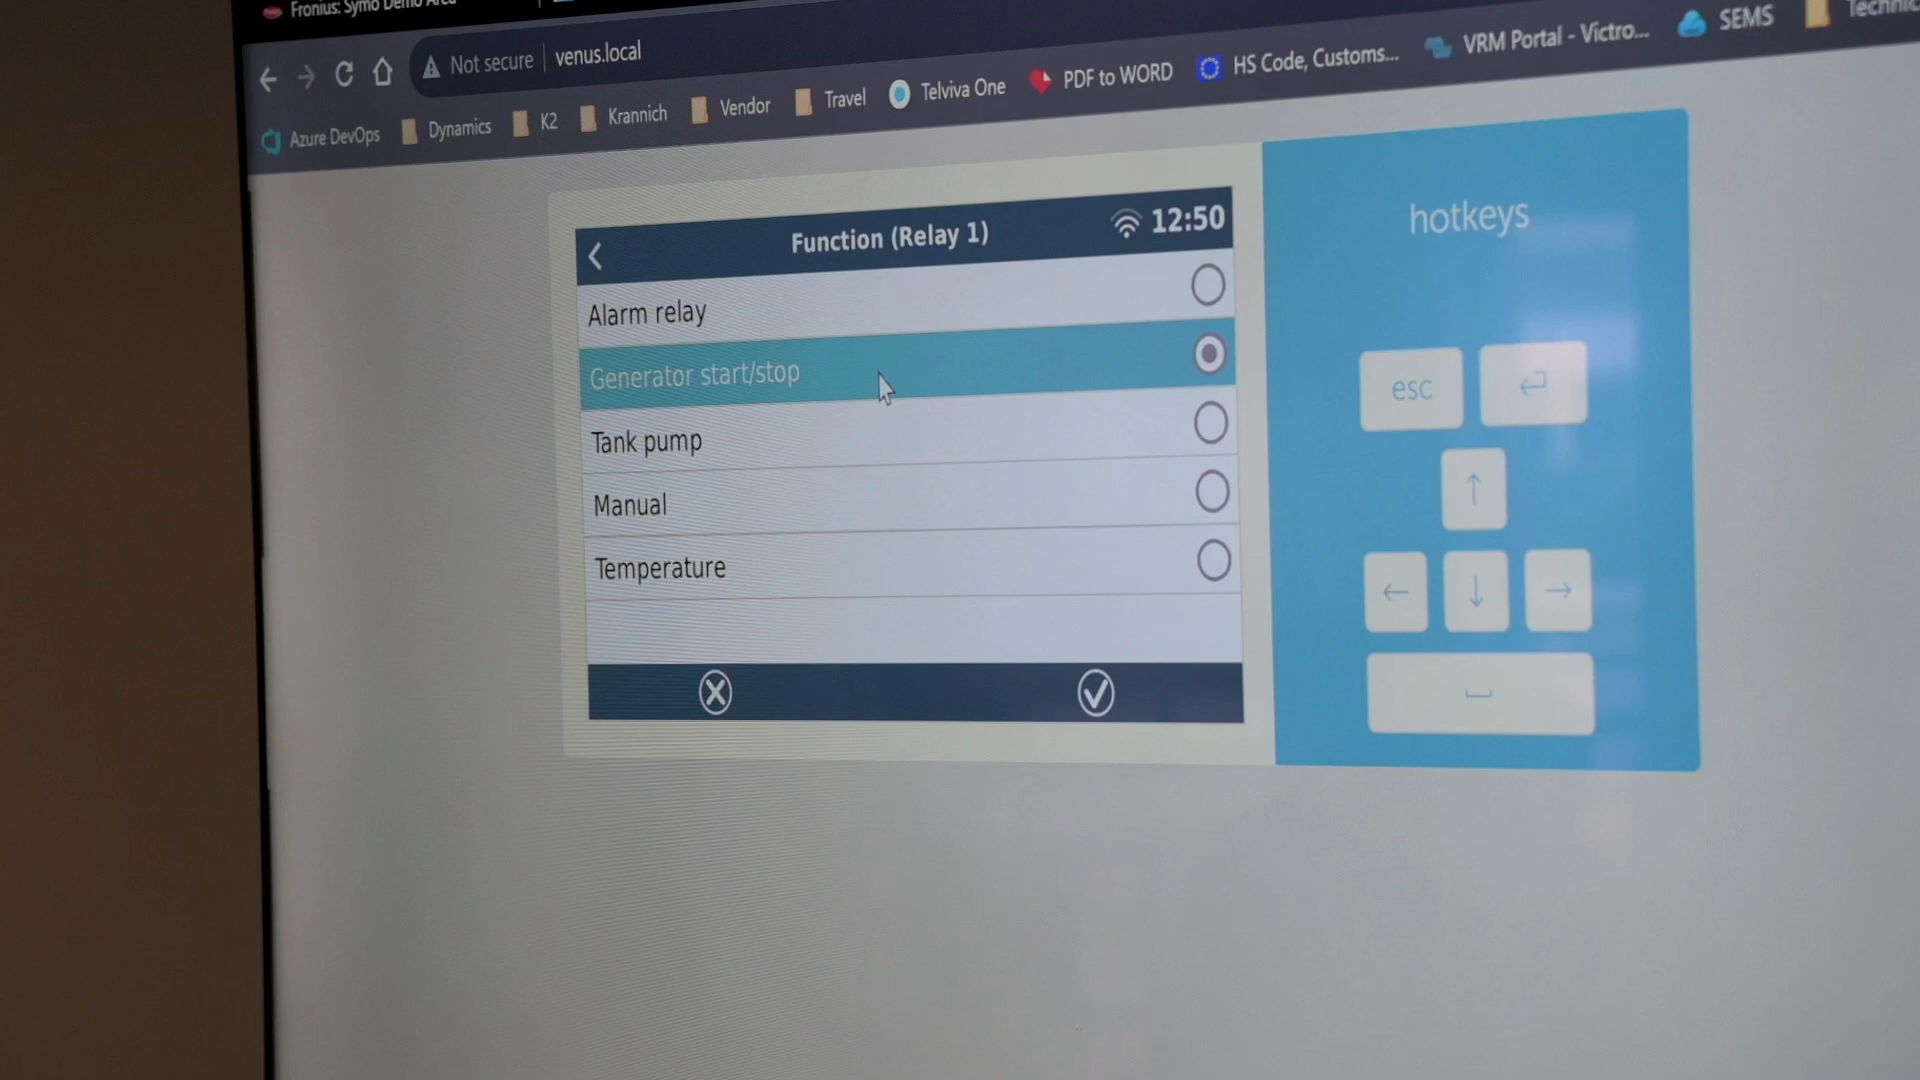 Fronius: Symo Demo Area
Not secure | venus.local
Azure DevOps Dynamics K2 Krannich Vendor Travel Telviva One PDF to WORD HS Code, Customs... VRM Portal - Victro... SEMS
Function (Relay 1) 12:50
Alarm relay
Generator start/stop
Tank pump
Manual
Temperature
hotkeys
esc